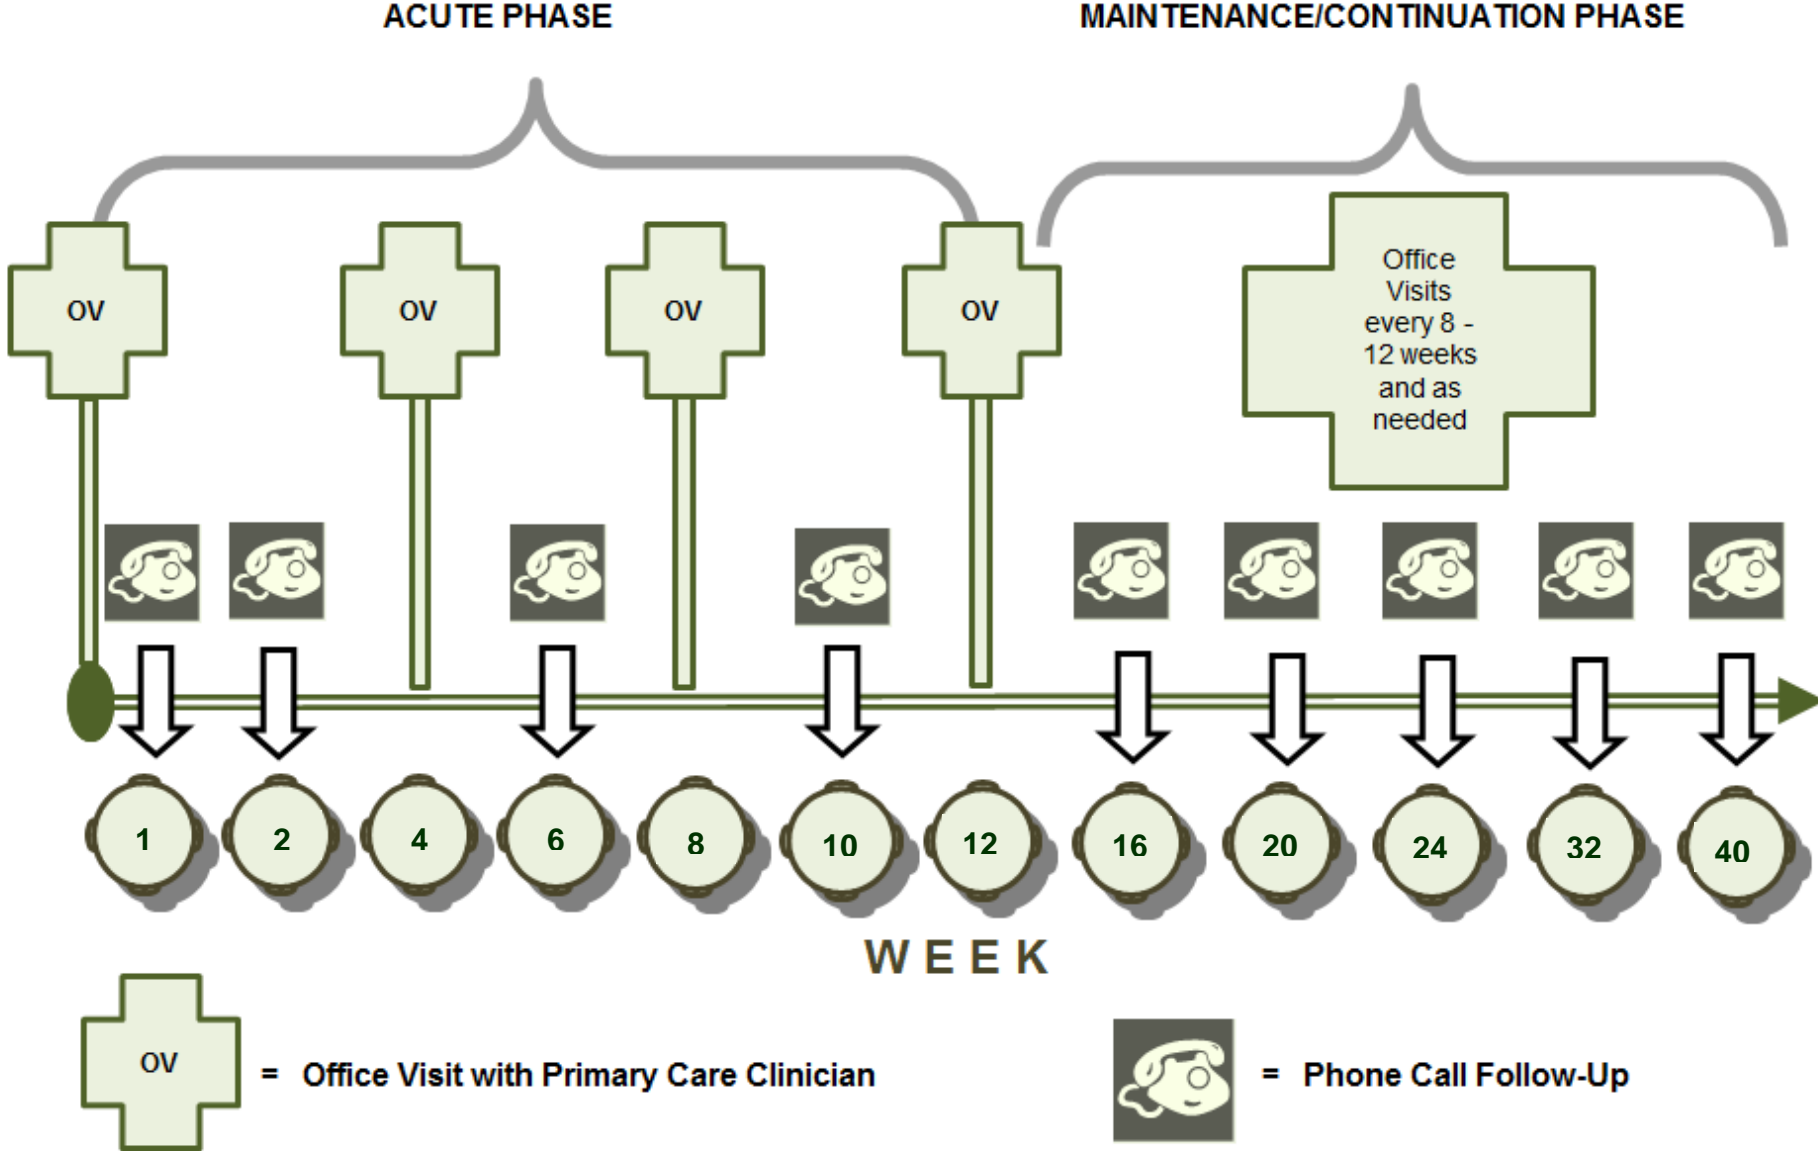 ACUTE PHASE
MAINTENANCE/CONTINUATION PHASE
OV
OV
OV
OV
Office
Visits
every 8 -
12 weeks
and as
needed
1
2
4
6
8
10
12
16
20
24
32
40
WEEK
OV
= Office Visit with Primary Care Clinician
= Phone Call Follow-Up